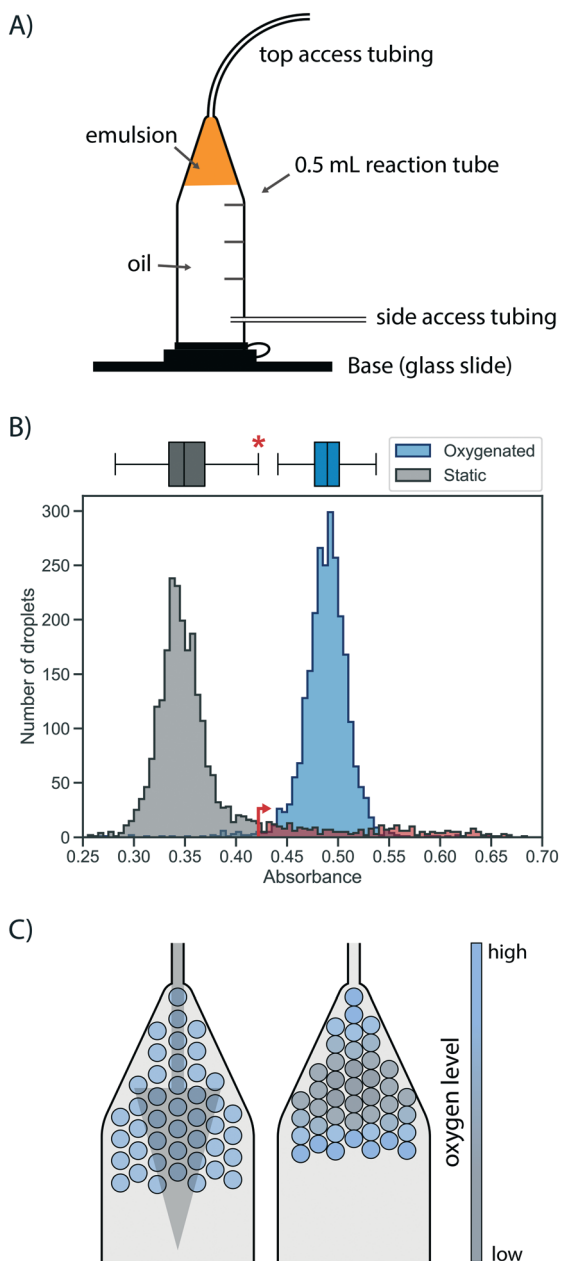 A)
top access tubing
emulsion
0.5 mL reaction tube
oil
side access tubing
Base (glass slide)
B)
*
Oxygenated
Static
300
250
200
150
100
50
0
Number of droplets
0.25 0.30 0.35 0.40 0.45 0.50 0.55 0.60 0.65 0.70
Absorbance
C)
high
oxygen level
low